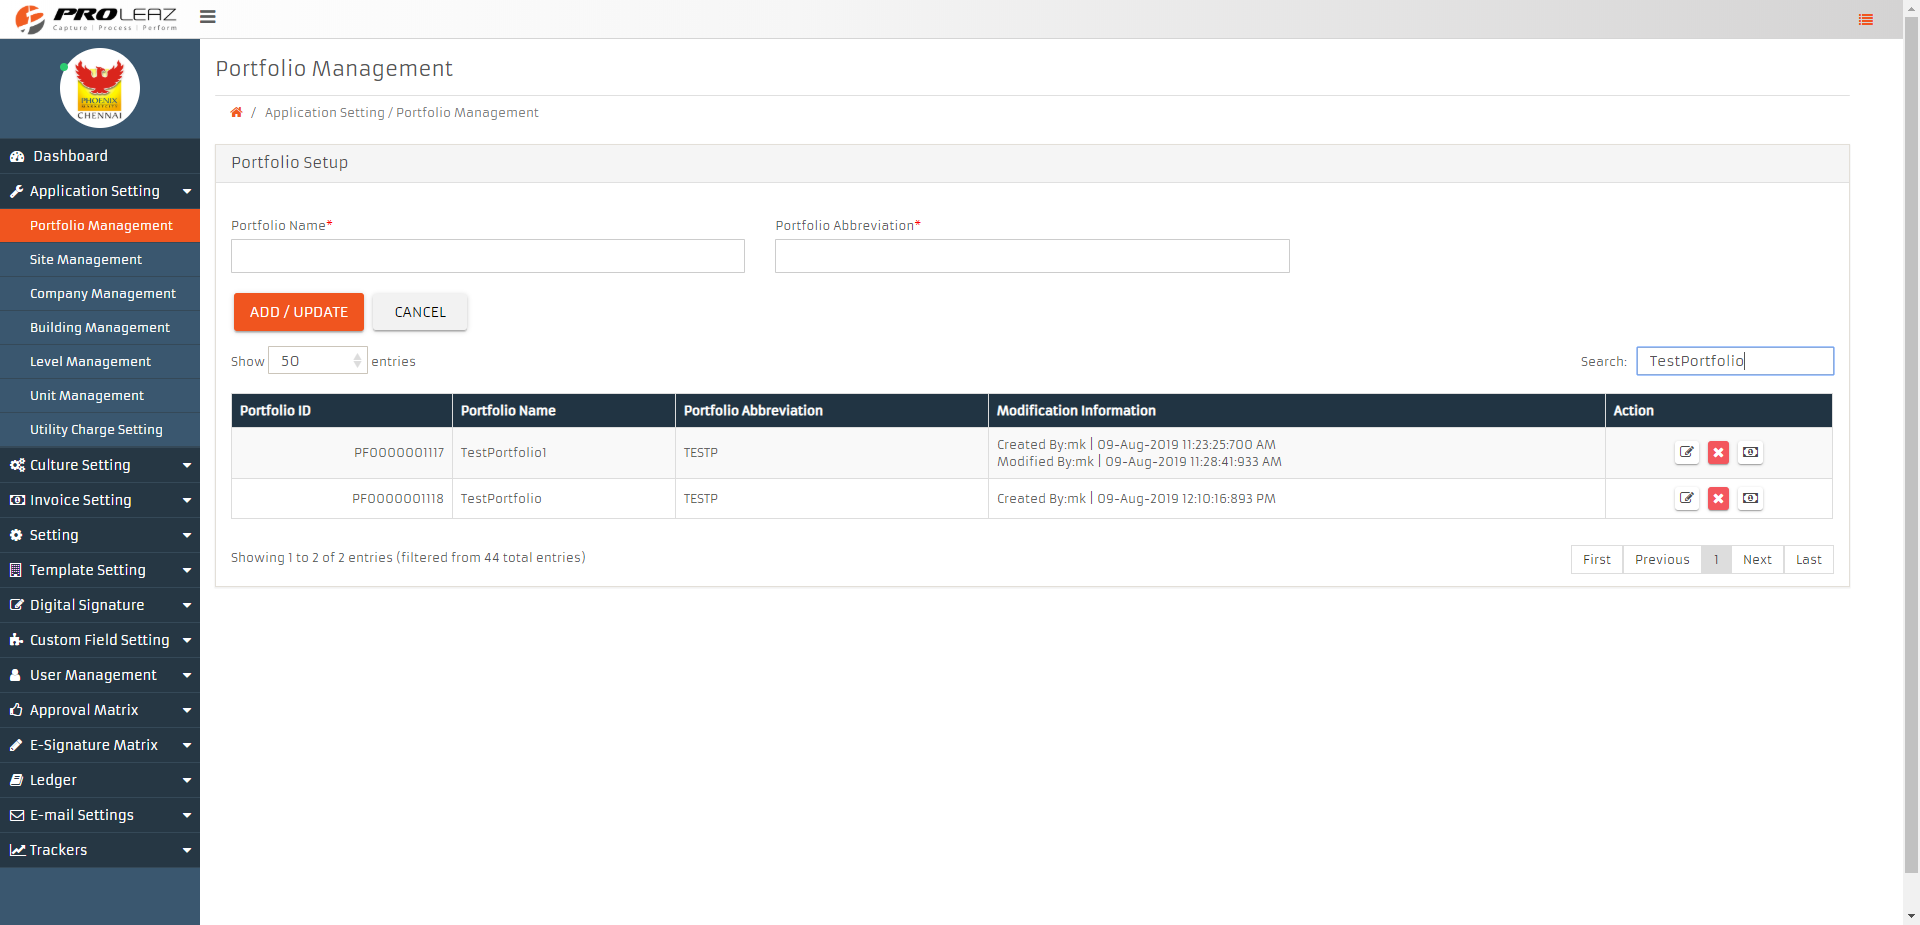 PROLEAZ
Capture | Process | Perform
PHOENIX
MARKETCITY
CHENNAI
Dashboard
Application Setting
Portfolio Management
Site Management
Company Management
Building Management
Level Management
Unit Management
Utility Charge Setting
Culture Setting
Invoice Setting
Setting
Template Setting
Digital Signature
Custom Field Setting
User Management
Approval Matrix
E-Signature Matrix
Ledger
E-mail Settings
Trackers
Portfolio Management
/ Application Setting / Portfolio Management
Portfolio Setup
Portfolio Name* Portfolio Abbreviation*
ADD / UPDATE CANCEL
Show 50 entries Search: TestPortfolio
Portfolio ID Portfolio Name Portfolio Abbreviation Modification Information Action
PF0000001117 TestPortfolio1 TESTP Created By:mk | 09-Aug-2019 11:23:25:700 AM
Modified By:mk | 09-Aug-2019 11:28:41:933 AM
PF0000001118 TestPortfolio TESTP Created By:mk | 09-Aug-2019 12:10:16:893 PM
Showing 1 to 2 of 2 entries (filtered from 44 total entries) First Previous 1 Next Last